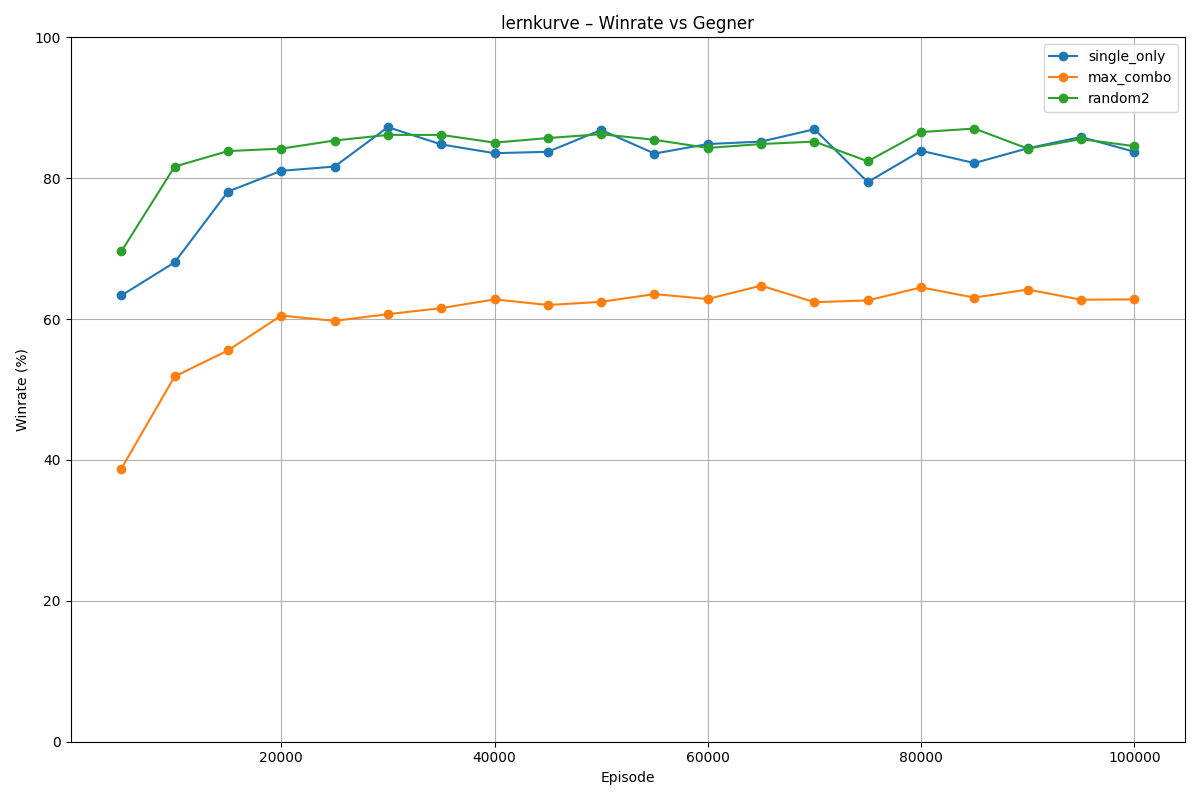 lernkurve – Winrate vs Gegner
100
80
60
40
20
0
Winrate (%)
single_only
max_combo
random2
20000
40000
60000
80000
100000
Episode